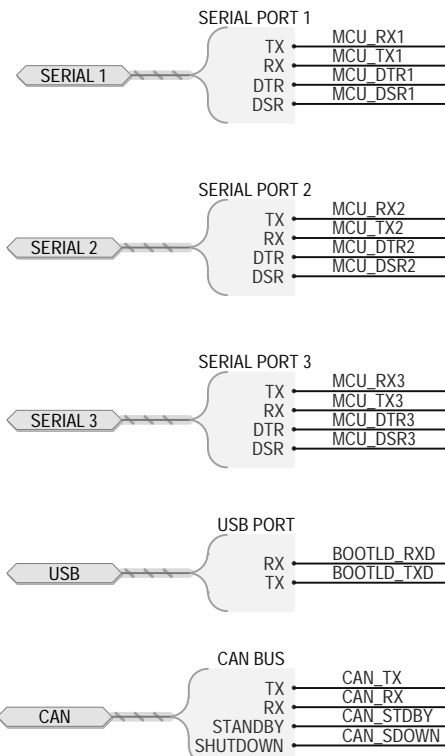 SERIAL PORT 1
TX MCU_RX1
RX MCU_TX1
SERIAL 1
DTR MCU_DTR1
DSR MCU_DSR1
SERIAL PORT 2
TX MCU_RX2
RX MCU_TX2
SERIAL 2
DTR MCU_DTR2
DSR MCU_DSR2
SERIAL PORT 3
TX MCU_RX3
RX MCU_TX3
SERIAL 3
DTR MCU_DTR3
DSR MCU_DSR3
USB PORT
RX BOOTLD_RXD
USB
TX BOOTLD_TXD
CAN BUS
TX CAN_TX
RX CAN_RX
CAN
STANDBY CAN_STDBY
SHUTDOWN CAN_SDOWN